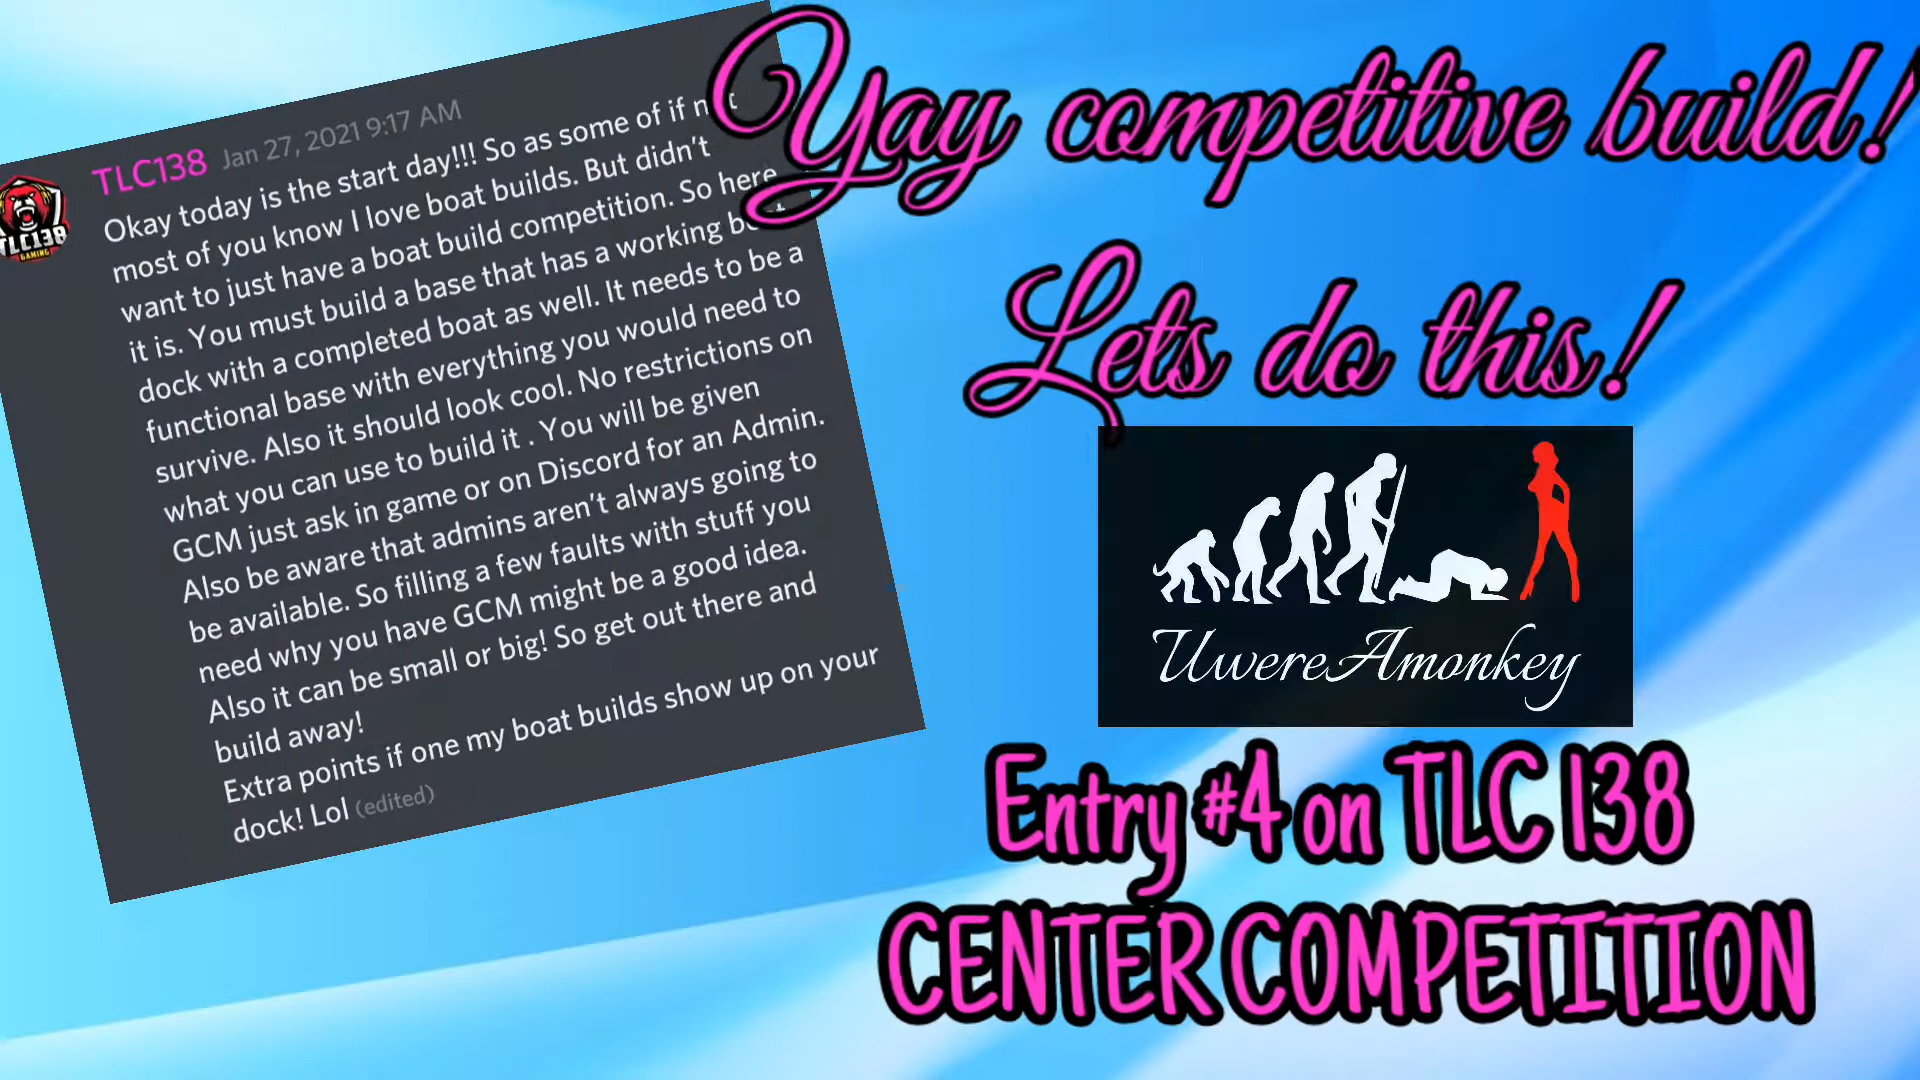 TLC138 Jan 27, 2021 9:17 AM
Okay today is the start day!!! So as some of if
most of you know I love boat builds. But didn't
want to just have a boat build competition. So here
it is. You must build a base that has a working
dock with a completed boat as well. It needs to be a
functional base with everything you would need to
survive. Also it should look cool. No restrictions on
what you can use to build it . You will be given
GCM just ask in game or on Discord for an Admin.
Also be aware that admins aren't always going to
be available. So filling a few faults with stuff you
need why you have GCM might be a good idea.
Also it can be small or big! So get out there and
build away!
Extra points if one my boat builds show up on your
dock! Lol (edited)
TLC138
GAMING
Yay competitive build!
Lets do this!
UwereAmonkey
Entry #4 on TLC 138
CENTER COMPETITION